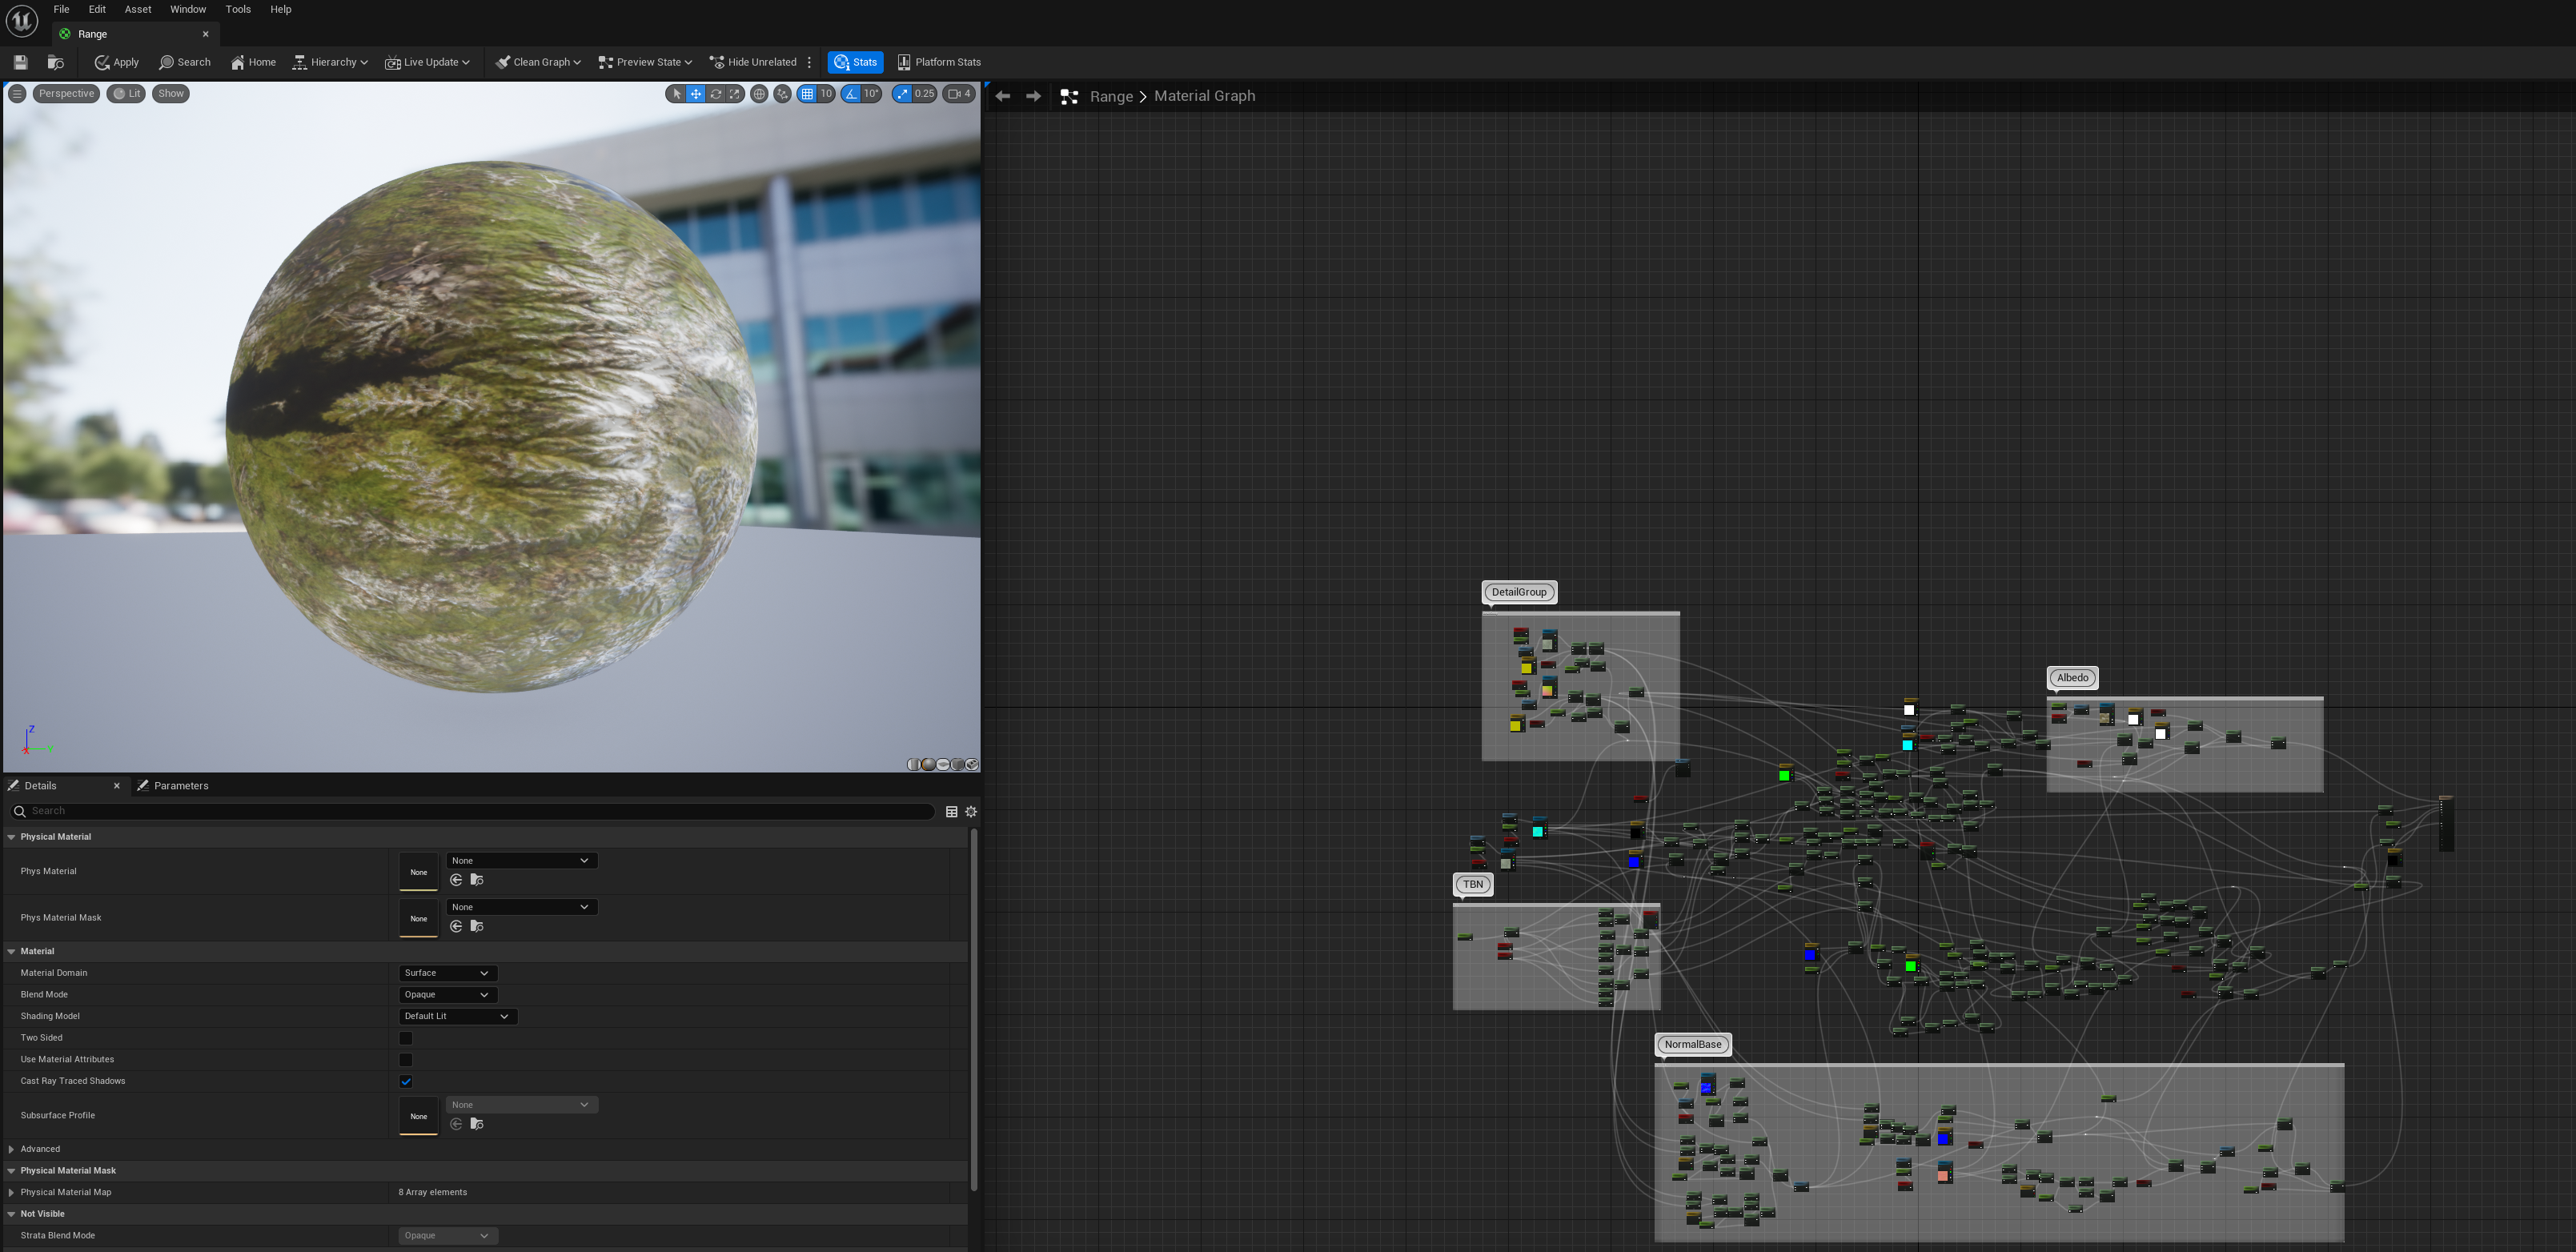 File Edit Asset Window Tools Help
Range
Apply Search Home Hierarchy Live Update Clean Graph Preview State Hide Unrelated Stats Platform Stats
Perspective Lit Show 10 10° 0.25 4
Range > Material Graph
DetailGroup
Albedo
TBN
NormalBase
Z
Details Parameters
Search
Physical Material
Phys Material None None
Phys Material Mask None None
Material
Material Domain Surface
Blend Mode Opaque
Shading Model Default Lit
Two Sided
Use Material Attributes
Cast Ray Traced Shadows
Subsurface Profile None None
Advanced
Physical Material Mask
Physical Material Map 8 Array elements
Not Visible
Strata Blend Mode Opaque